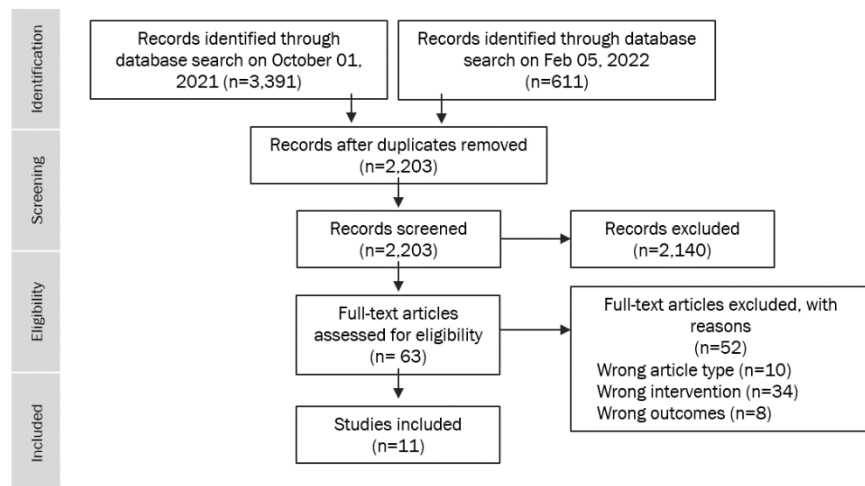 Identification
Records identified through
database search on October 01,
2021 (n=3,391)
Records identified through database
search on Feb 05, 2022
(n=611)
Screening
Records after duplicates removed
(n=2,203)
Records screened
(n=2,203)
Records excluded
(n=2,140)
Eligibility
Full-text articles
assessed for eligibility
(n= 63)
Full-text articles excluded, with
reasons
(n=52)
Wrong article type (n=10)
Wrong intervention (n=34)
Wrong outcomes (n=8)
Included
Studies included
(n=11)